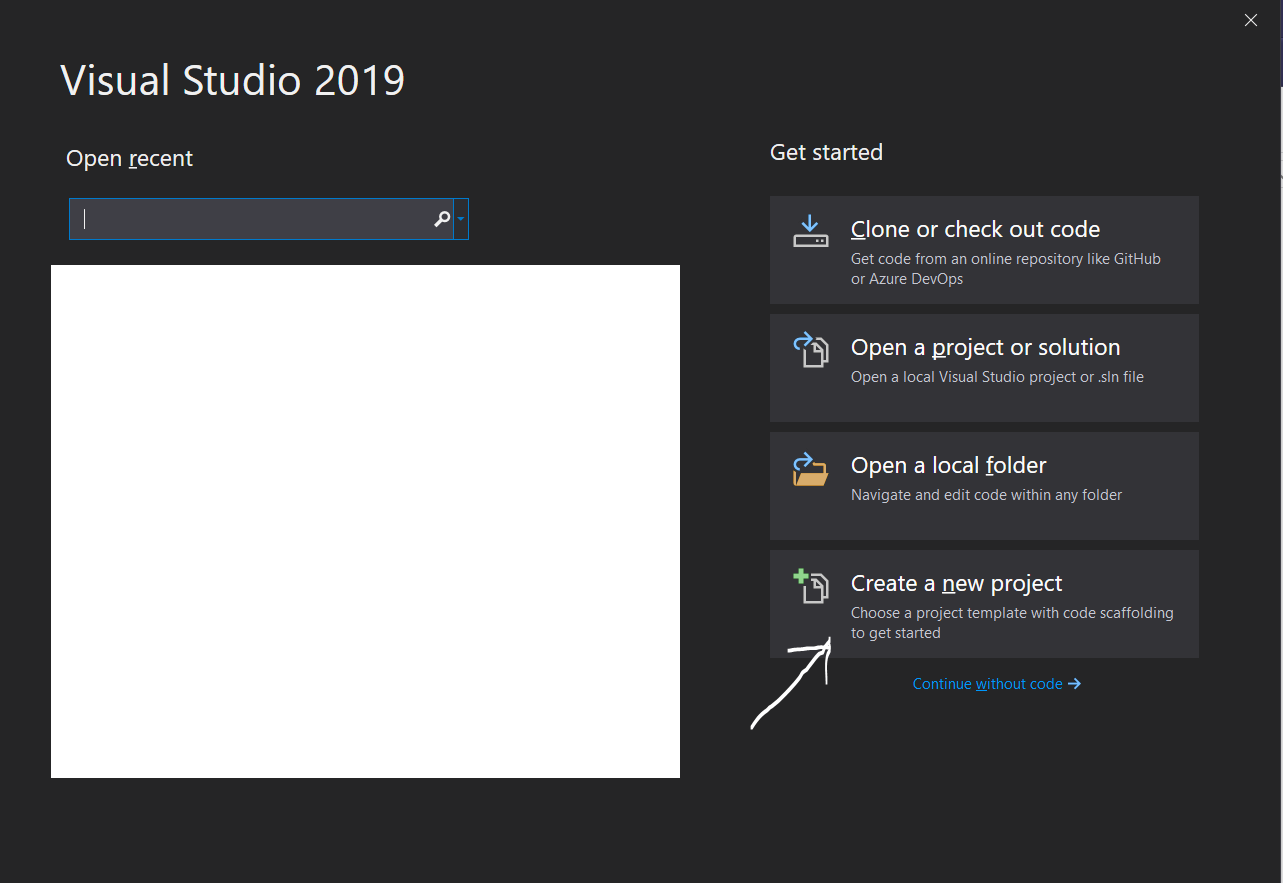 Visual Studio 2019
Open recent
Get started
Clone or check out code
Get code from an online repository like GitHub
or Azure DevOps
Open a project or solution
Open a local Visual Studio project or .sln file
Open a local folder
Navigate and edit code within any folder
Create a new project
Choose a project template with code scaffolding
to get started
Continue without code →